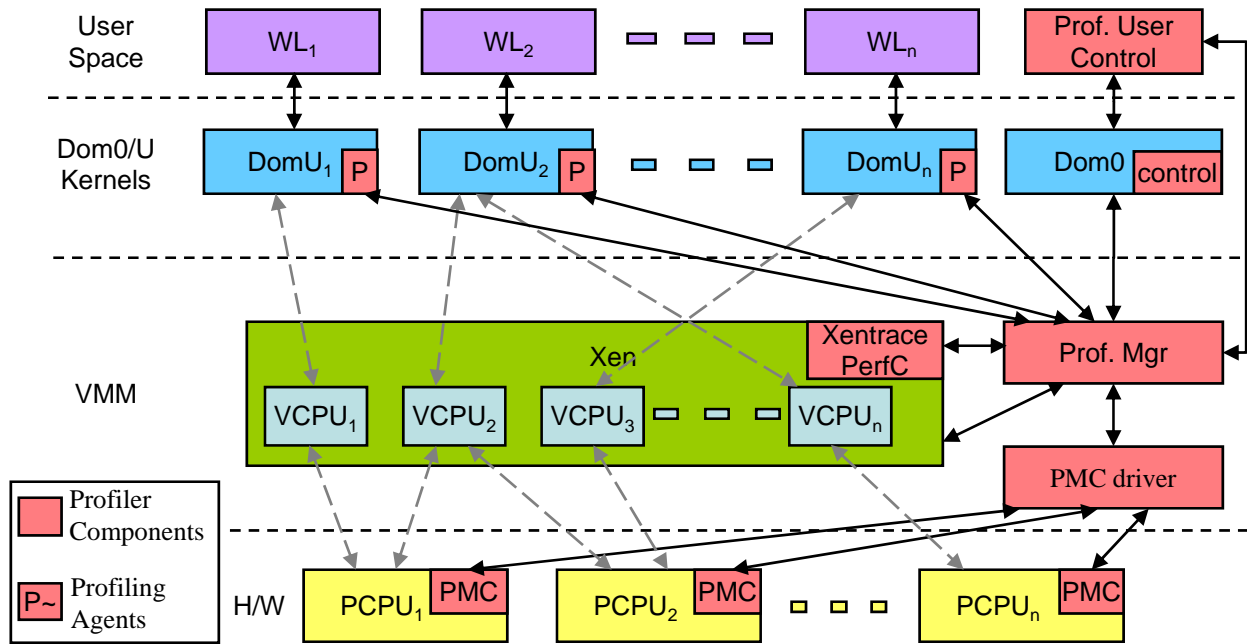 User
Space
WL₁
WL₂
WLₙ
Prof. User
Control
Dom0/U
Kernels
DomU₁
P
DomU₂
P
DomUₙ
P
Dom0
control
VMM
Xen
Xentrace
PerfC
Prof. Mgr
VCPU₁
VCPU₂
VCPU₃
VCPUₙ
PMC driver
Profiler
Components
P~
Profiling
Agents
H/W
PCPU₁
PMC
PCPU₂
PMC
PCPUₙ
PMC